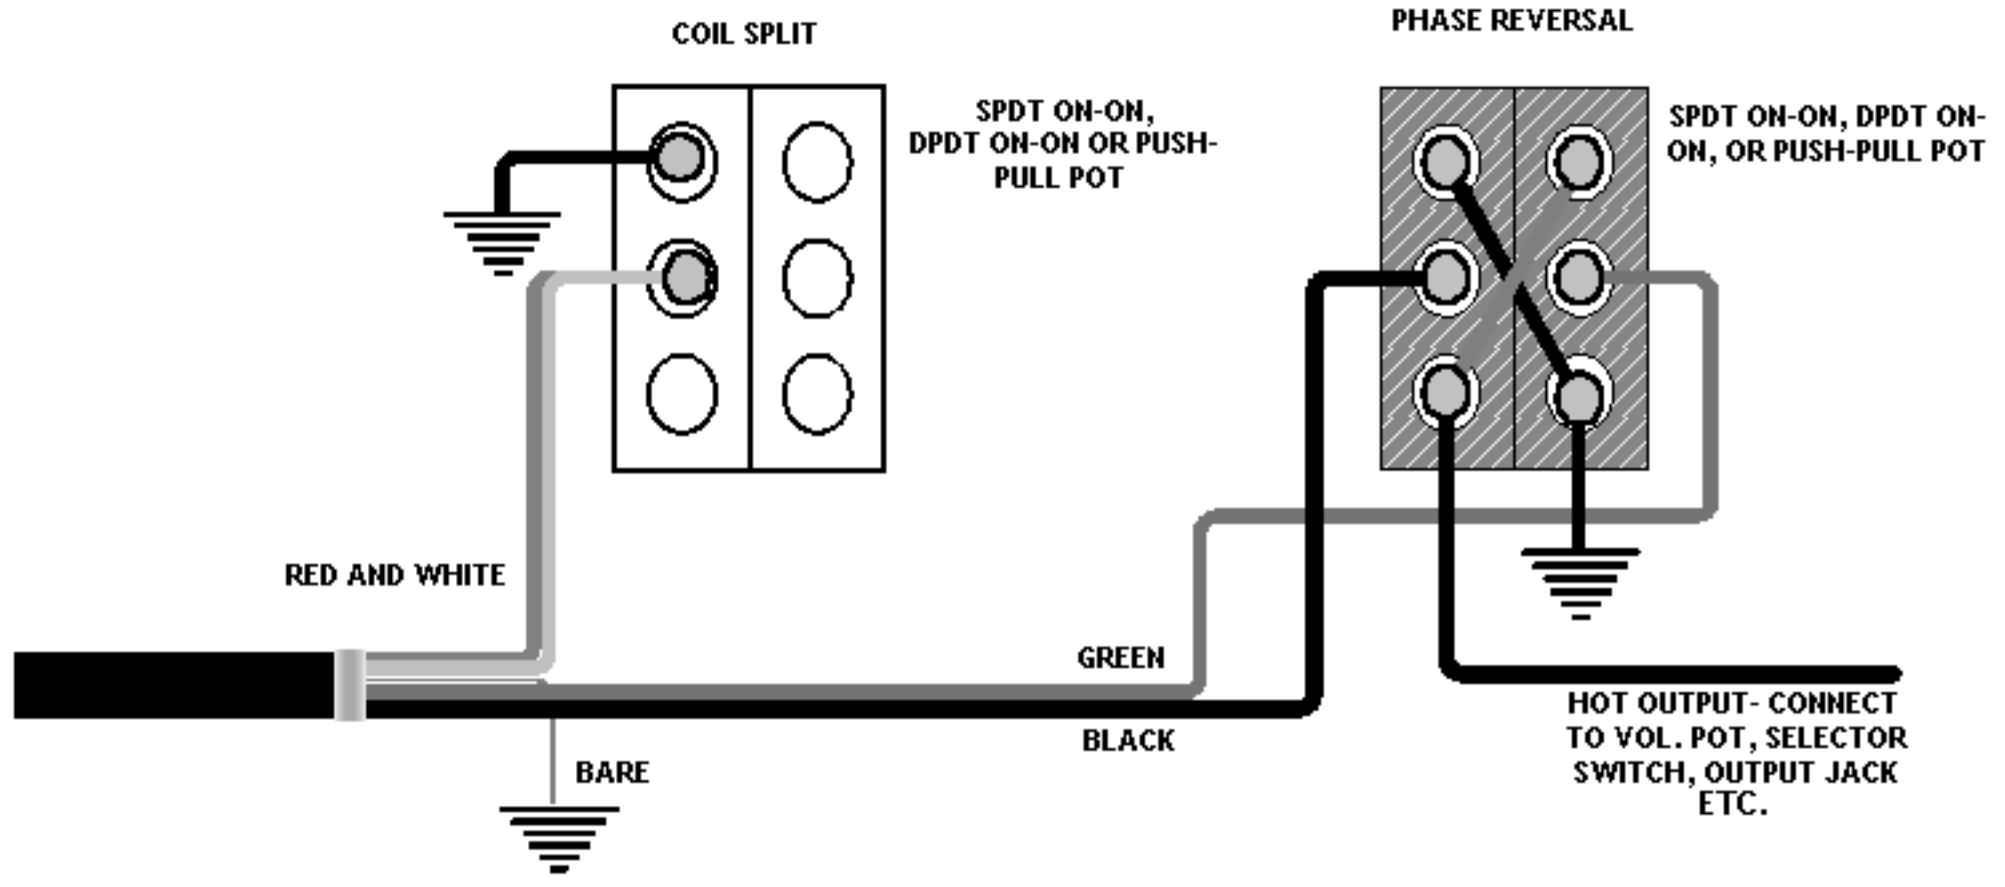 COIL SPLIT
SPDT ON-ON,
DPDT ON-ON OR PUSH-
PULL POT
PHASE REVERSAL
SPDT ON-ON, DPDT ON-
ON, OR PUSH-PULL POT
RED AND WHITE
GREEN
BLACK
BARE
HOT OUTPUT- CONNECT
TO VOL. POT, SELECTOR
SWITCH, OUTPUT JACK
ETC.